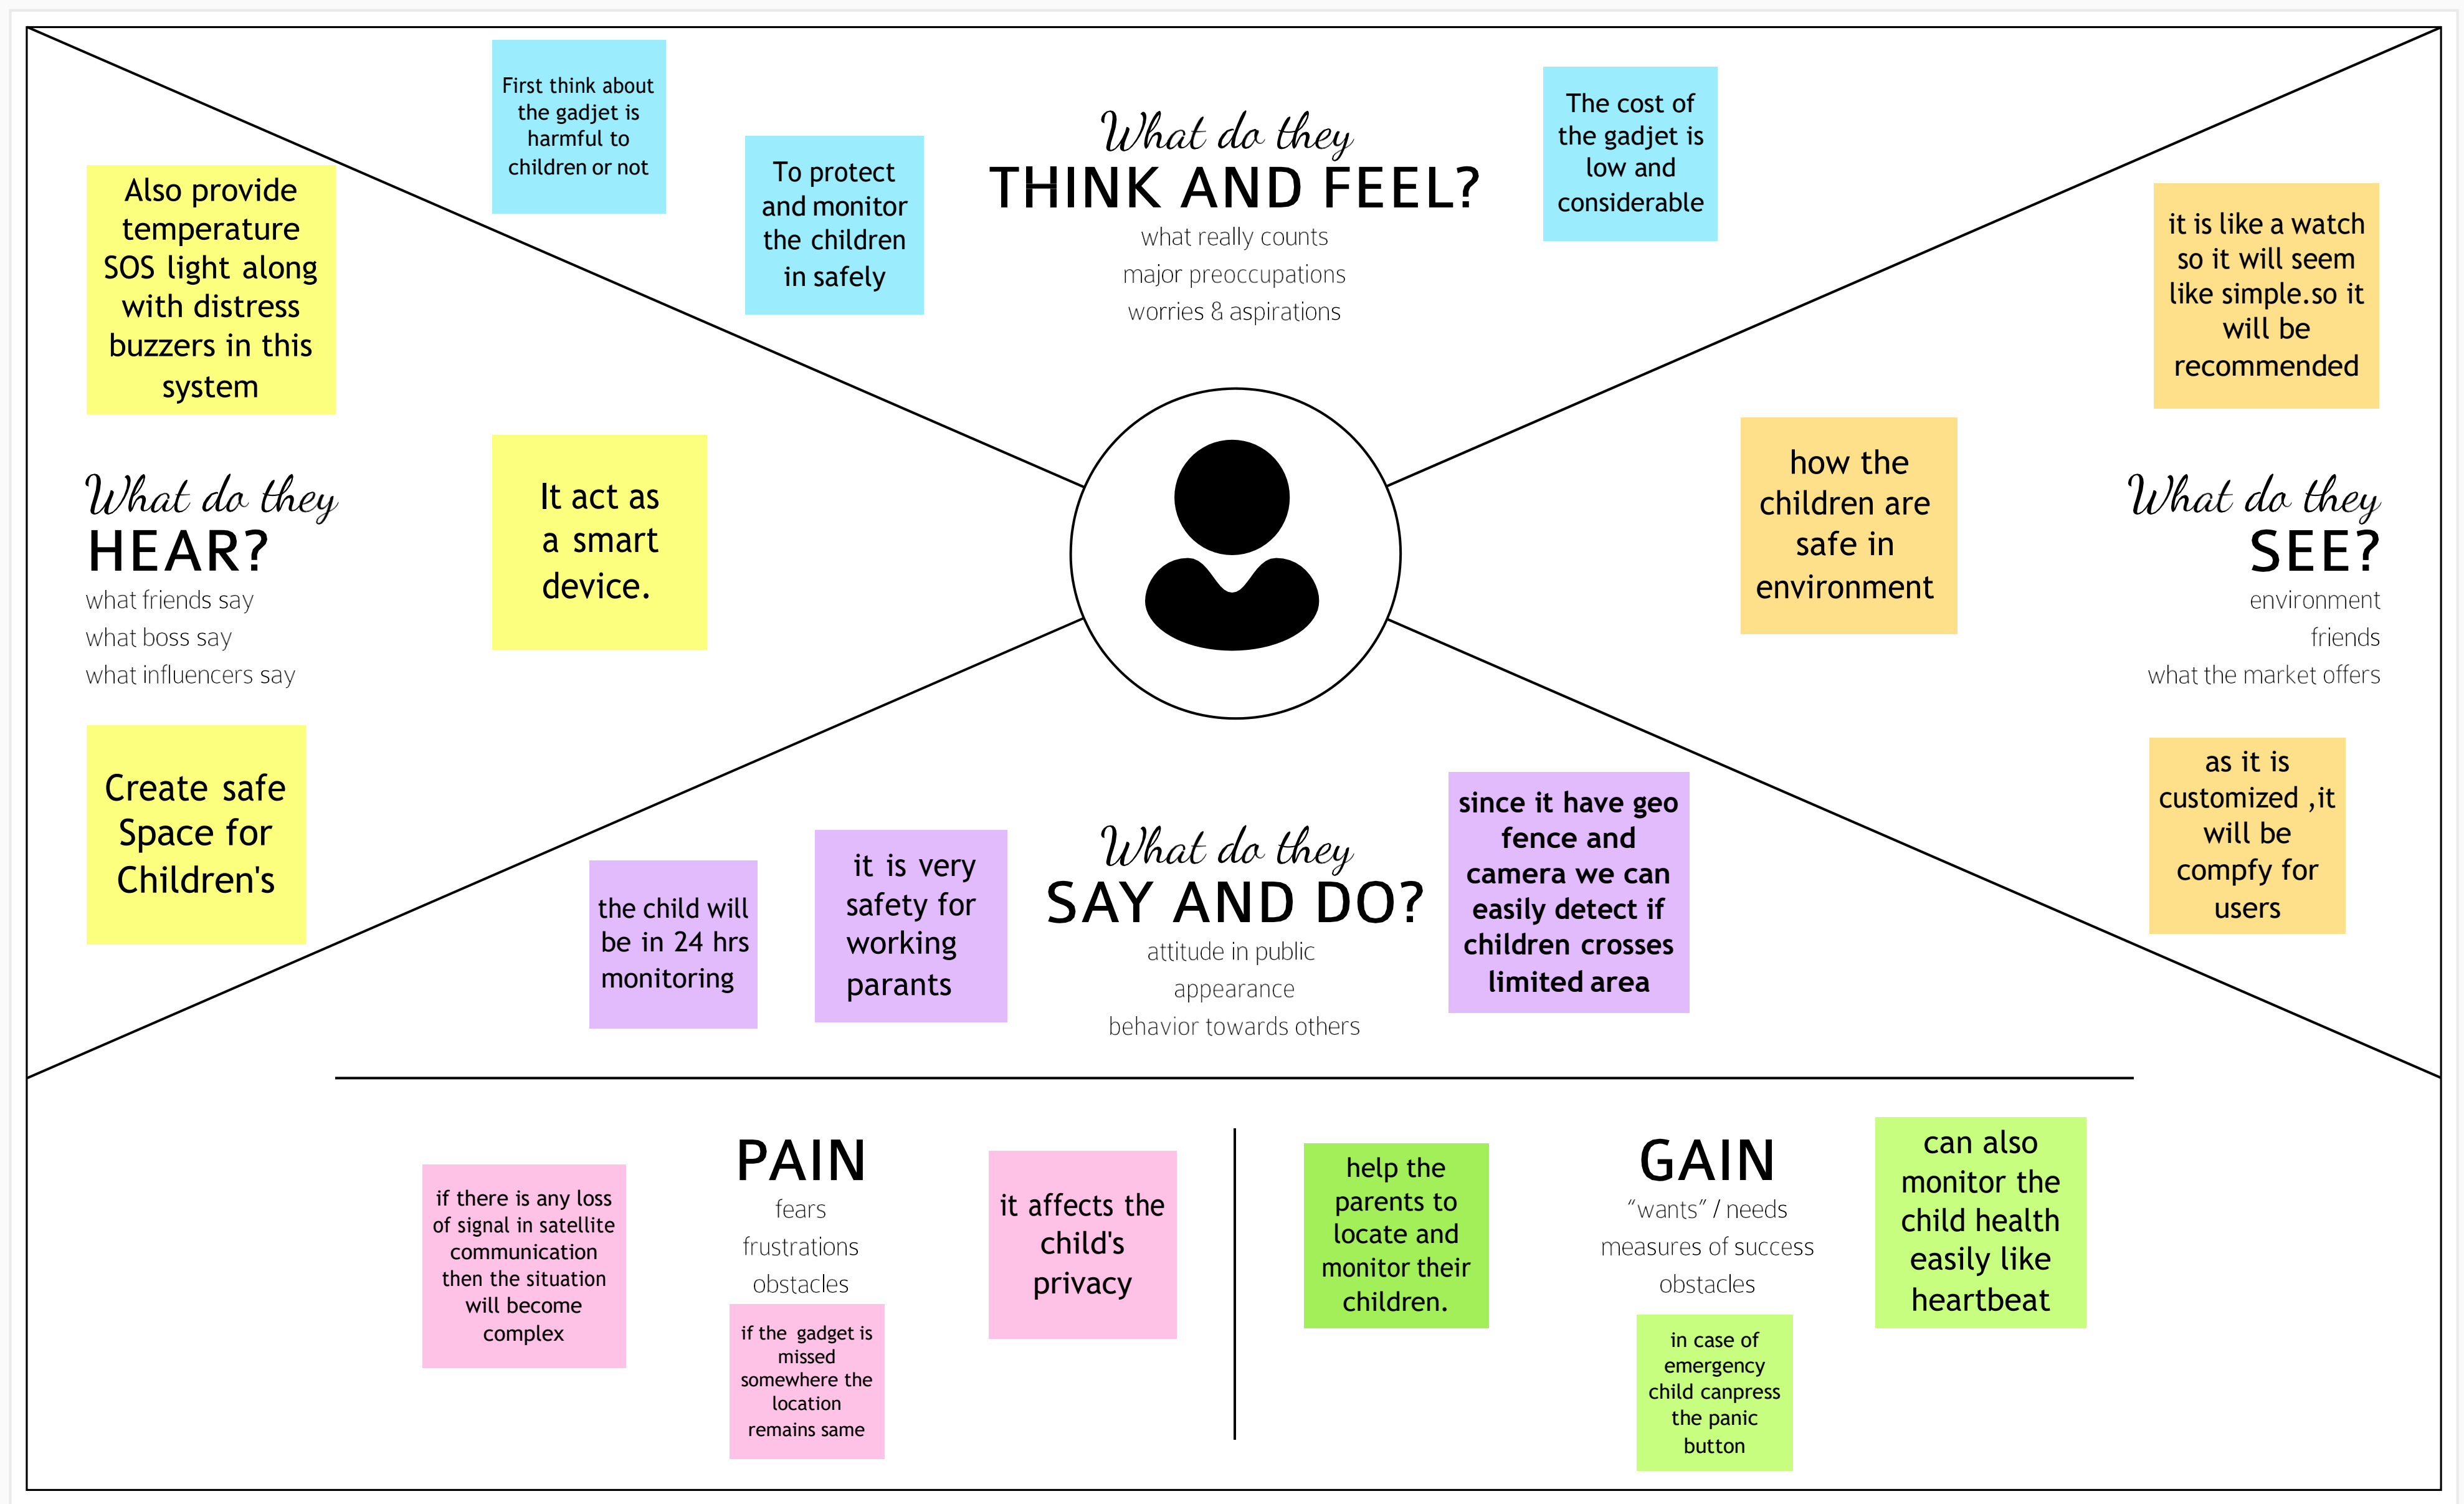 First think about
the gadjet is
harmful to
children or not
To protect
and monitor
the children
in safely
What do they
THINK AND FEEL?
what really counts
major preoccupations
worries & aspirations
The cost of
the gadjet is
low and
considerable
Also provide
temperature
SOS light along
with distress
buzzers in this
system
What do they
HEAR?
what friends say
what boss say
what influencers say
It act as
a smart
device.
Create safe
Space for
Children's
it is like a watch
so it will seem
like simple.so it
will be
recommended
how the
children are
safe in
environment
What do they
SEE?
environment
friends
what the market offers
as it is
customized ,it
will be
compfy for
users
the child will
be in 24 hrs
monitoring
it is very
safety for
working
parants
What do they
SAY AND DO?
attitude in public
appearance
behavior towards others
since it have geo
fence and
camera we can
easily detect if
children crosses
limited area
if there is any loss
of signal in satellite
communication
then the situation
will become
complex
PAIN
fears
frustrations
obstacles
if the gadget is
missed
somewhere the
location
remains same
it affects the
child's
privacy
help the
parents to
locate and
monitor their
children.
GAIN
“wants” / needs
measures of success
obstacles
in case of
emergency
child canpress
the panic
button
can also
monitor the
child health
easily like
heartbeat